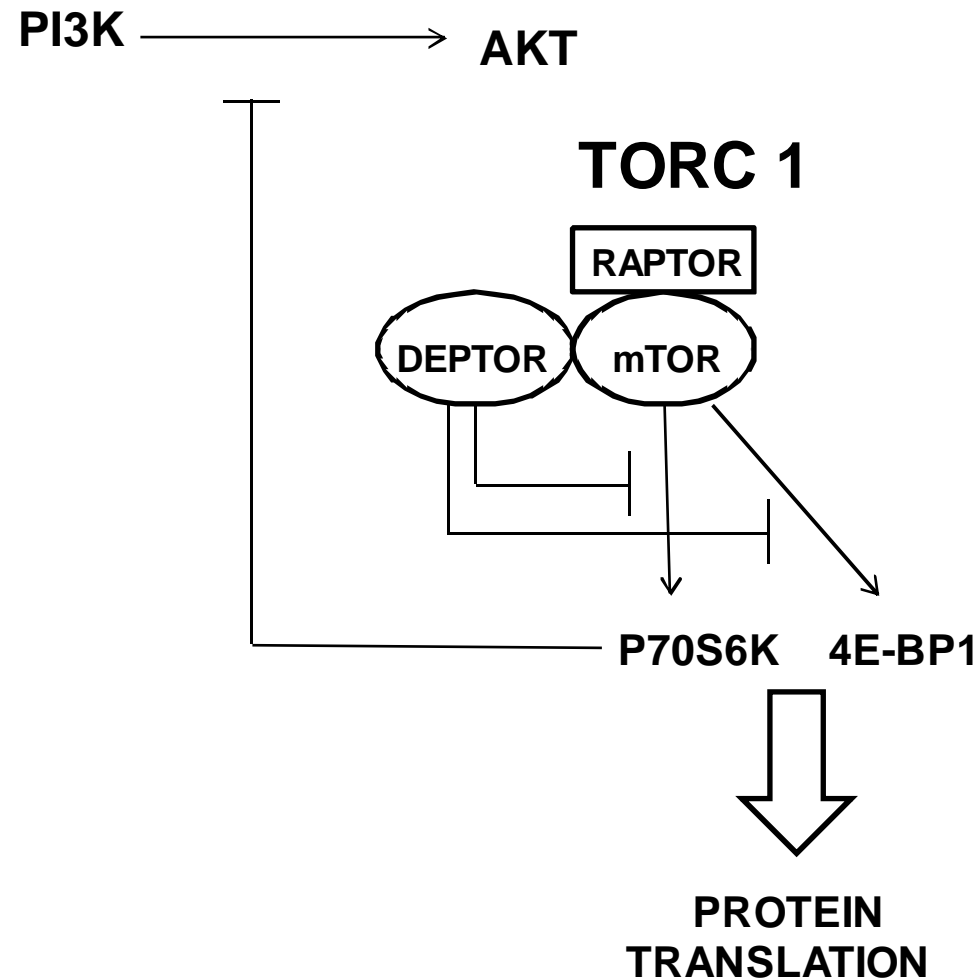 PI3K
AKT
TORC 1
RAPTOR
DEPTOR
mTOR
P70S6K
4E-BP1
PROTEIN
TRANSLATION